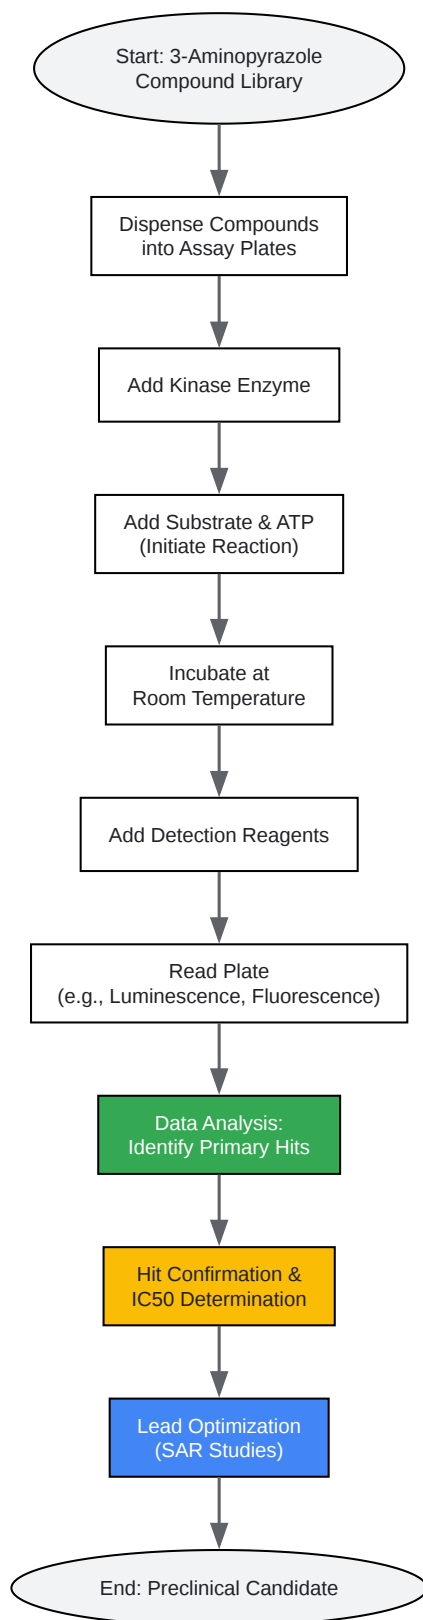 Start: 3-Aminopyrazole
Compound Library
Dispense Compounds
into Assay Plates
Add Kinase Enzyme
Add Substrate & ATP
(Initiate Reaction)
Incubate at
Room Temperature
Add Detection Reagents
Read Plate
(e.g., Luminescence, Fluorescence)
Data Analysis:
Identify Primary Hits
Hit Confirmation &
IC50 Determination
Lead Optimization
(SAR Studies)
End: Preclinical Candidate